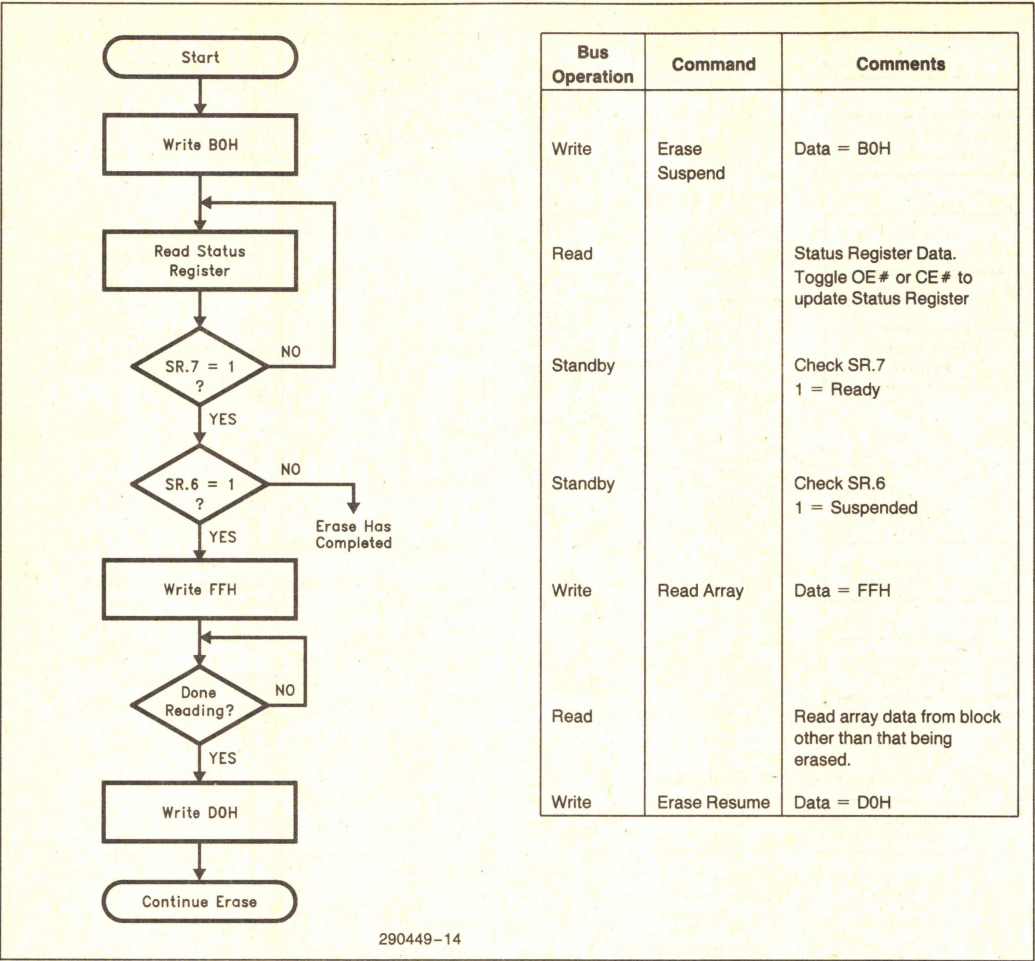 Start
Write B0H
Read Status
Register
SR.7 = 1
?
NO
YES
SR.6 = 1
?
NO
Erase Has
Completed
YES
Write FFH
Done
Reading?
NO
YES
Write D0H
Continue Erase
290449-14
Bus
Operation
Command
Comments
Write
Erase
Suspend
Data = B0H
Read
Status Register Data.
Toggle OE# or CE# to
update Status Register
Standby
Check SR.7
1 = Ready
Standby
Check SR.6
1 = Suspended
Write
Read Array
Data = FFH
Read
Read array data from block
other than that being
erased.
Write
Erase Resume
Data = D0H